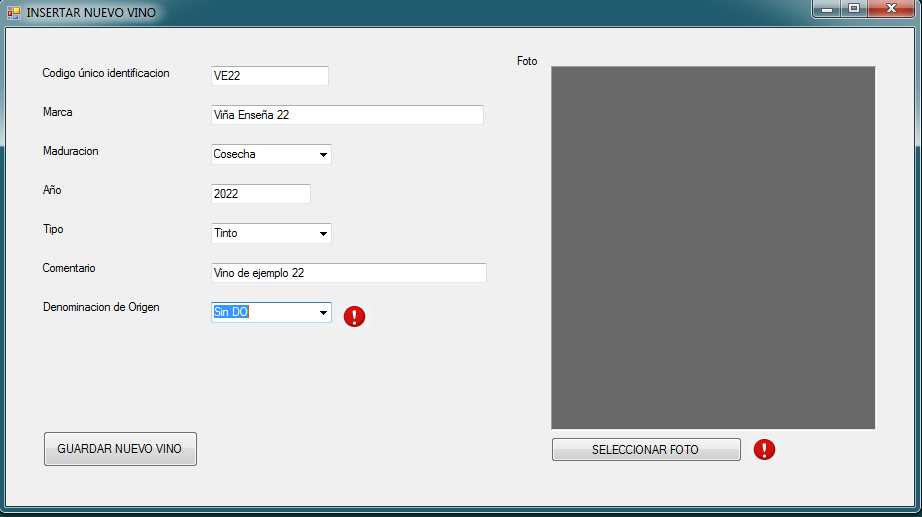 INSERTAR NUEVO VINO
Codigo único identificacion VE22
Marca Viña Enseña 22
Maduracion Cosecha
Año 2022
Tipo Tinto
Comentario Vino de ejemplo 22
Denominacion de Origen Sin DO
GUARDAR NUEVO VINO
Foto
SELECCIONAR FOTO